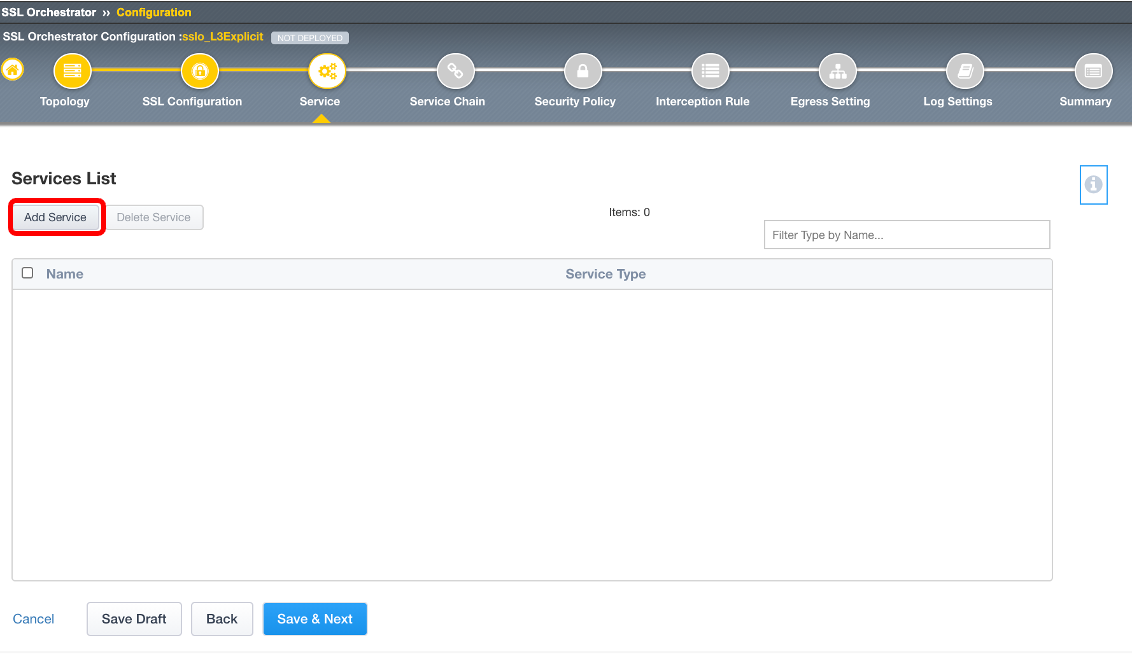 SSL Orchestrator ›› Configuration
SSL Orchestrator Configuration :sslo_L3Explicit NOT DEPLOYED
Topology SSL Configuration Service Service Chain Security Policy Interception Rule Egress Setting Log Settings Summary
Services List
Add Service Delete Service Items: 0
Filter Type by Name...
Name Service Type
Cancel Save Draft Back Save & Next